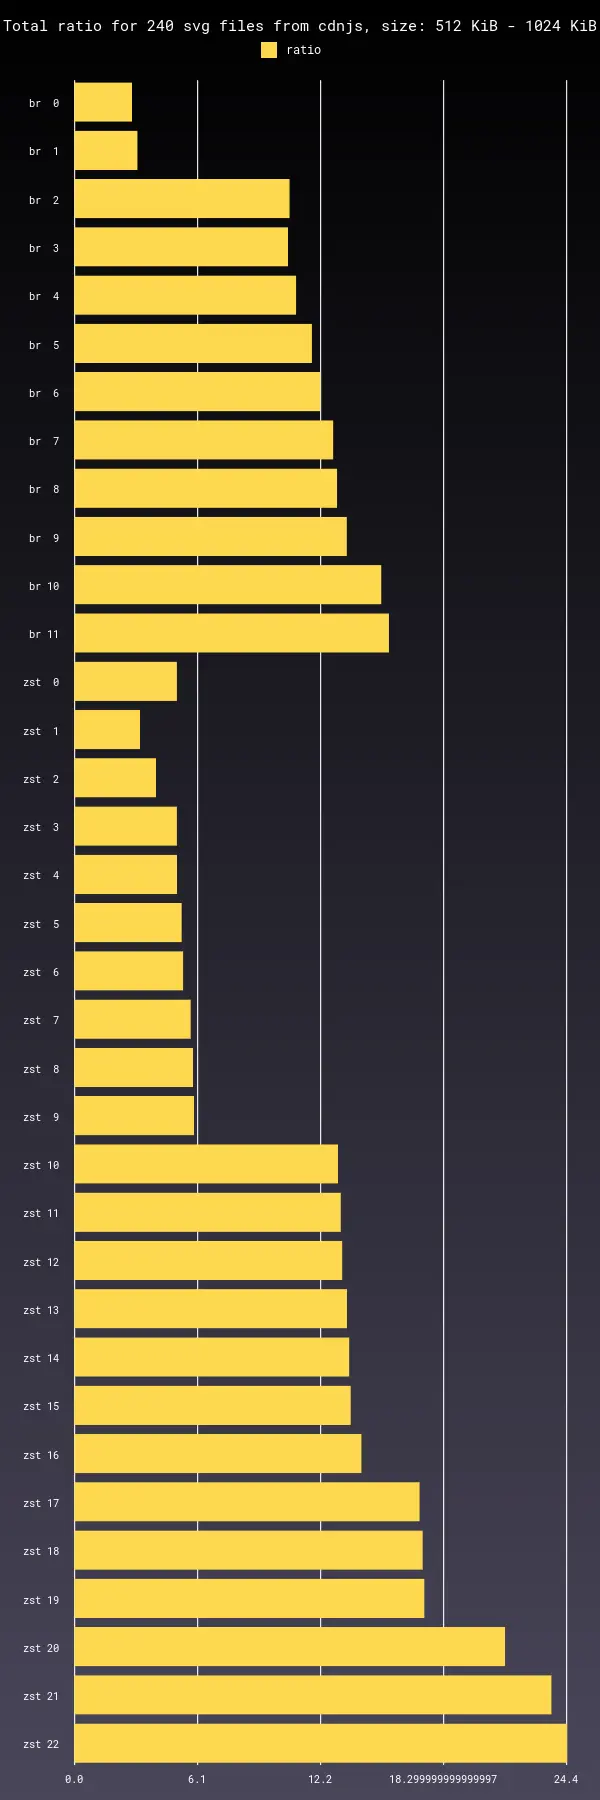 Total ratio for 240 svg files from cdnjs, size: 512 KiB - 1024 KiB
ratio
br 0
br 1
br 2
br 3
br 4
br 5
br 6
br 7
br 8
br 9
br 10
br 11
zst 0
zst 1
zst 2
zst 3
zst 4
zst 5
zst 6
zst 7
zst 8
zst 9
zst 10
zst 11
zst 12
zst 13
zst 14
zst 15
zst 16
zst 17
zst 18
zst 19
zst 20
zst 21
zst 22
0.0 6.1 12.2 18.299999999999997 24.4